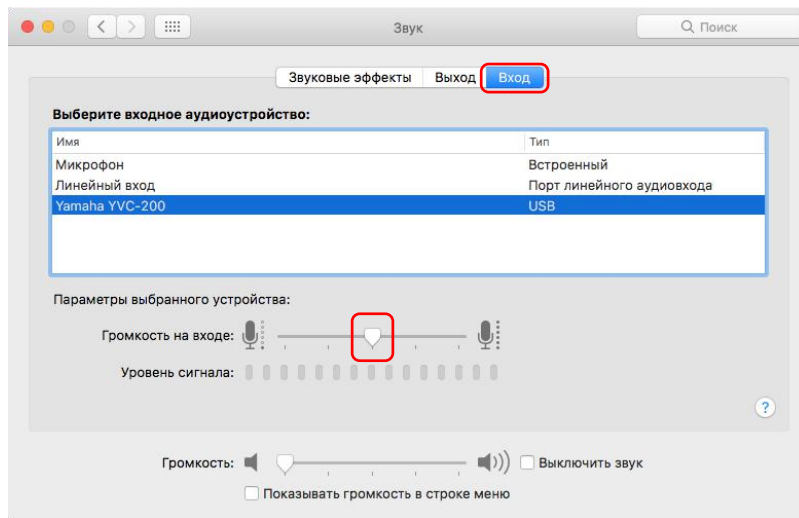 Звук
Поиск
Звуковые эффекты Выход Вход
Выберите входное аудиоустройство:
Имя Тип
Микрофон Встроенный
Линейный вход Порт линейного аудиовхода
Yamaha YVC-200 USB
Параметры выбранного устройства:
Громкость на входе:
Уровень сигнала:
?
Громкость: Выключить звук
Показывать громкость в строке меню